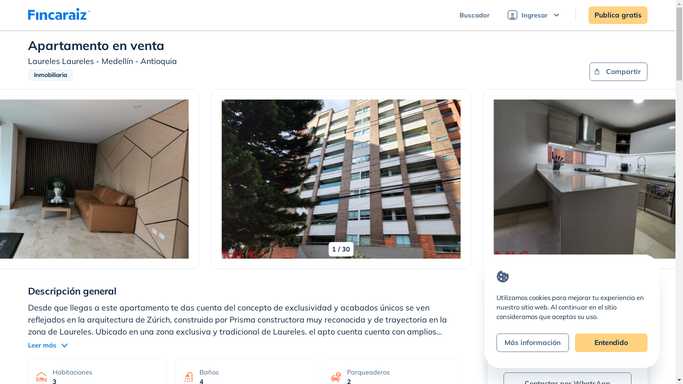 Fincaraiz
Buscador
Ingresar
Publica gratis
Apartamento en venta
Laureles Laureles - Medellín - Antioquia
Inmobiliaria
Compartir
1 / 30
Descripción general
Desde que llegas a este apartamento te das cuenta del concepto de exclusividad y acabados únicos se ven
reflejados en la arquitectura de Zúrich, construido por Prisma constructora muy reconocida y de trayectoria en la
zona de Laureles. Ubicado en una zona exclusiva y tradicional de Laureles. el apto cuenta cuenta con amplios...
Leer más
Habitaciones
3
Baños
4
Parqueaderos
2
Utilizamos cookies para mejorar tu experiencia en
nuestro sitio web. Al continuar en el sitio
consideramos que aceptas su uso.
Más información
Entendido
Contactar por WhatsApp